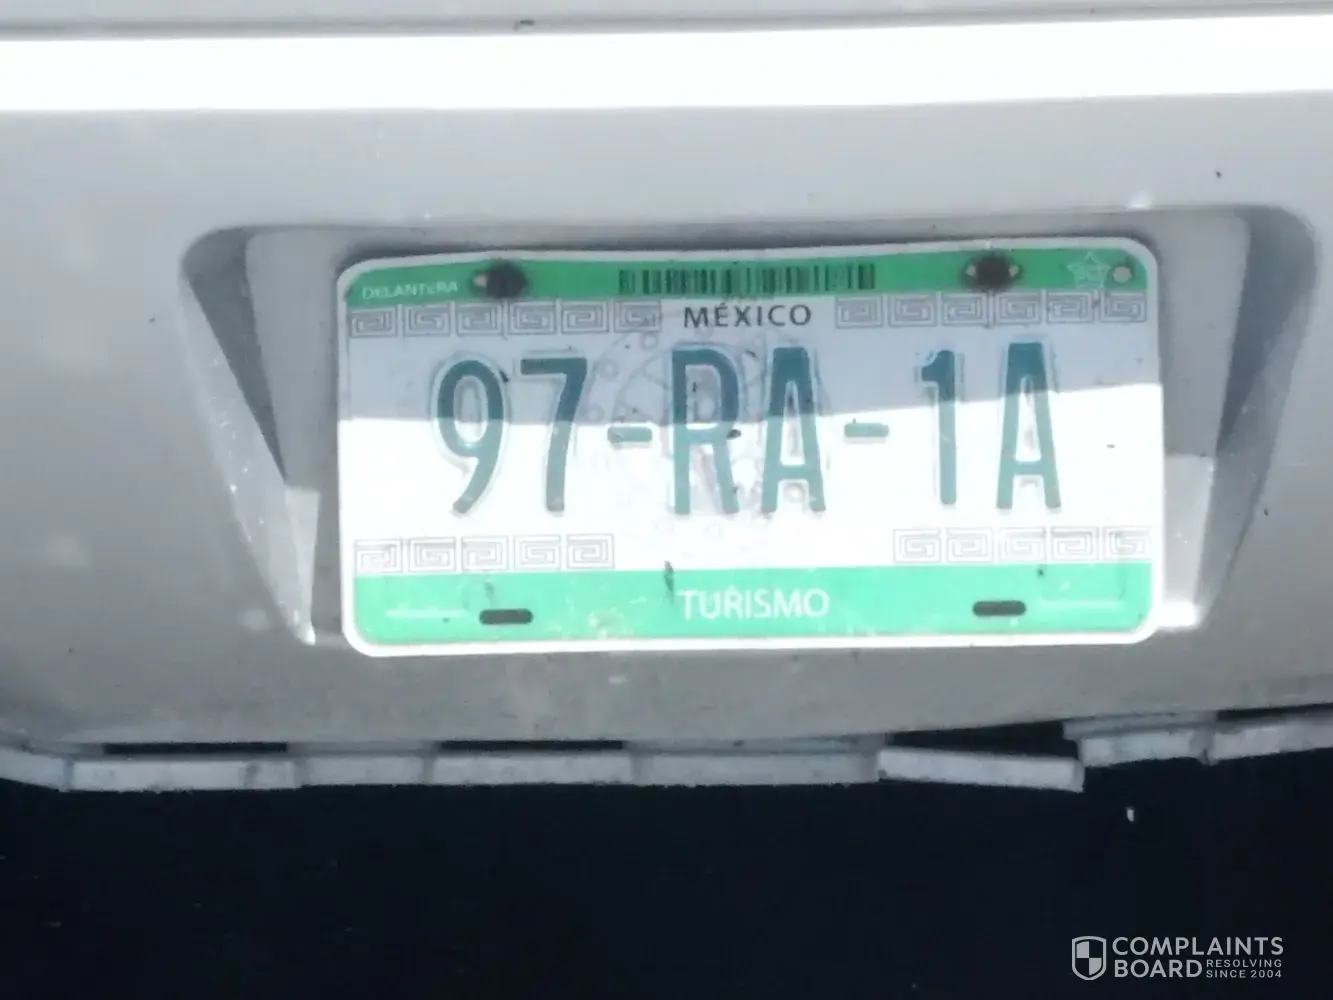 DELANTERA
MÉXICO
97-RA-1A
TURISMO
COMPLAINTS
BOARD RESOLVING
SINCE 2004